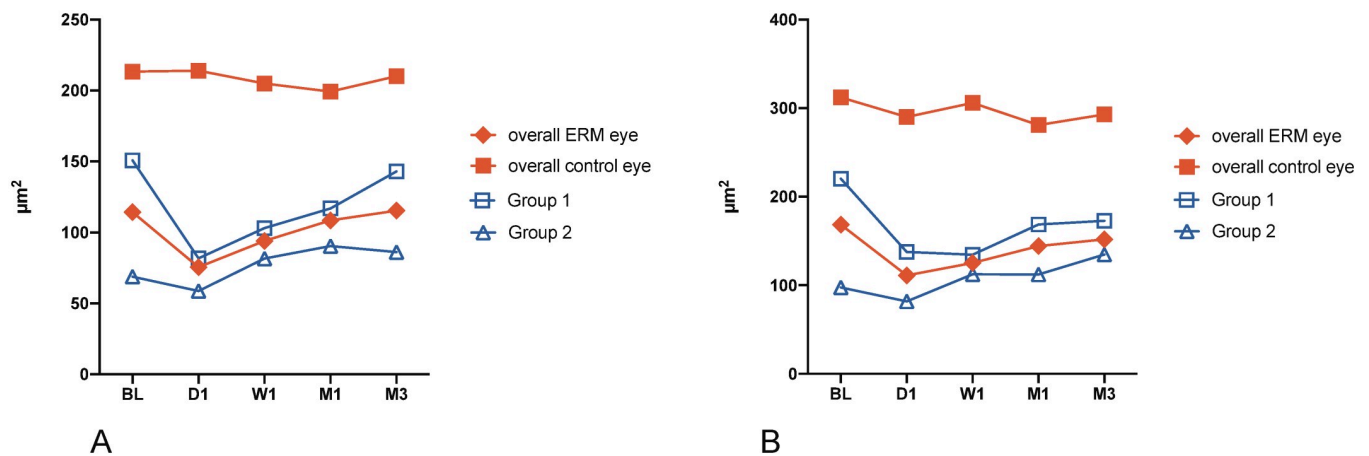 250
200
150
100
50
0
µm²
BL D1 W1 M1 M3
overall ERM eye
overall control eye
Group 1
Group 2
A
400
300
200
100
0
µm²
BL D1 W1 M1 M3
overall ERM eye
overall control eye
Group 1
Group 2
B